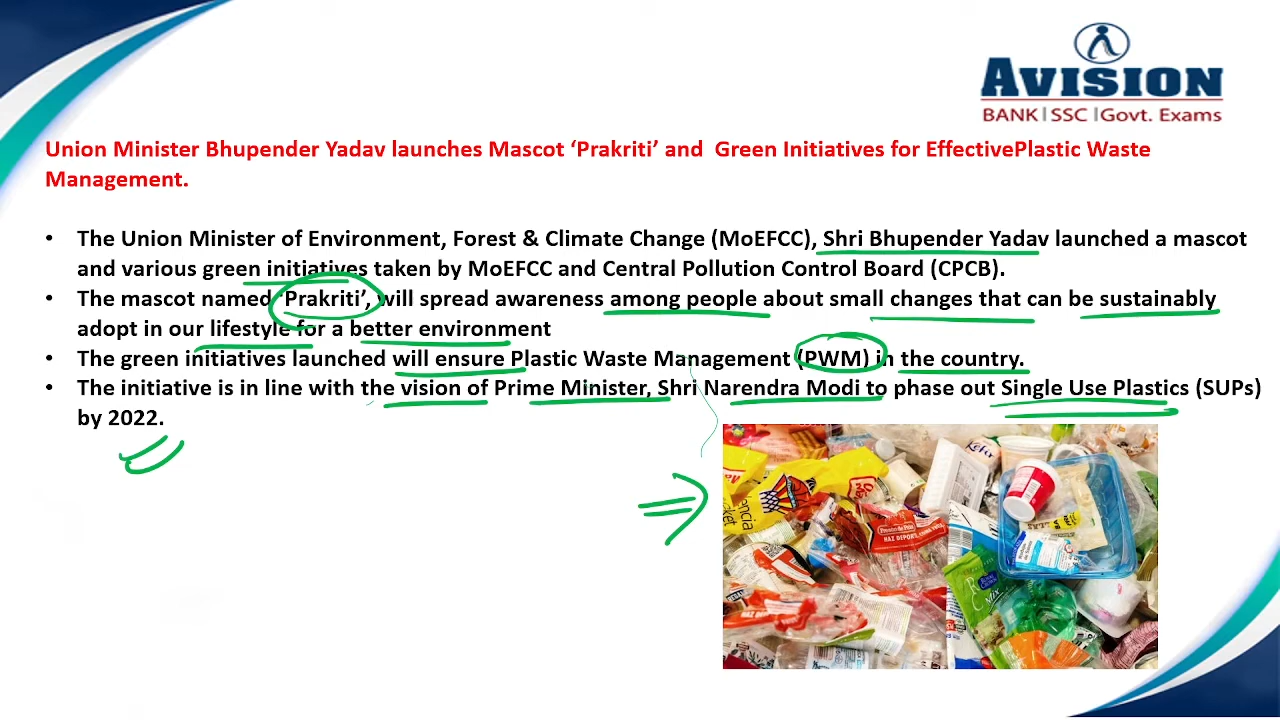 AVISION
BANK|SSC|Govt. Exams
Union Minister Bhupender Yadav launches Mascot ‘Prakriti’ and Green Initiatives for EffectivePlastic Waste
Management.
• The Union Minister of Environment, Forest & Climate Change (MoEFCC), Shri Bhupender Yadav launched a mascot
and various green initiatives taken by MoEFCC and Central Pollution Control Board (CPCB).
• The mascot named ‘Prakriti’, will spread awareness among people about small changes that can be sustainably
adopt in our lifestyle for a better environment
• The green initiatives launched will ensure Plastic Waste Management (PWM) in the country.
• The initiative is in line with the vision of Prime Minister, Shri Narendra Modi to phase out Single Use Plastics (SUPs)
by 2022.